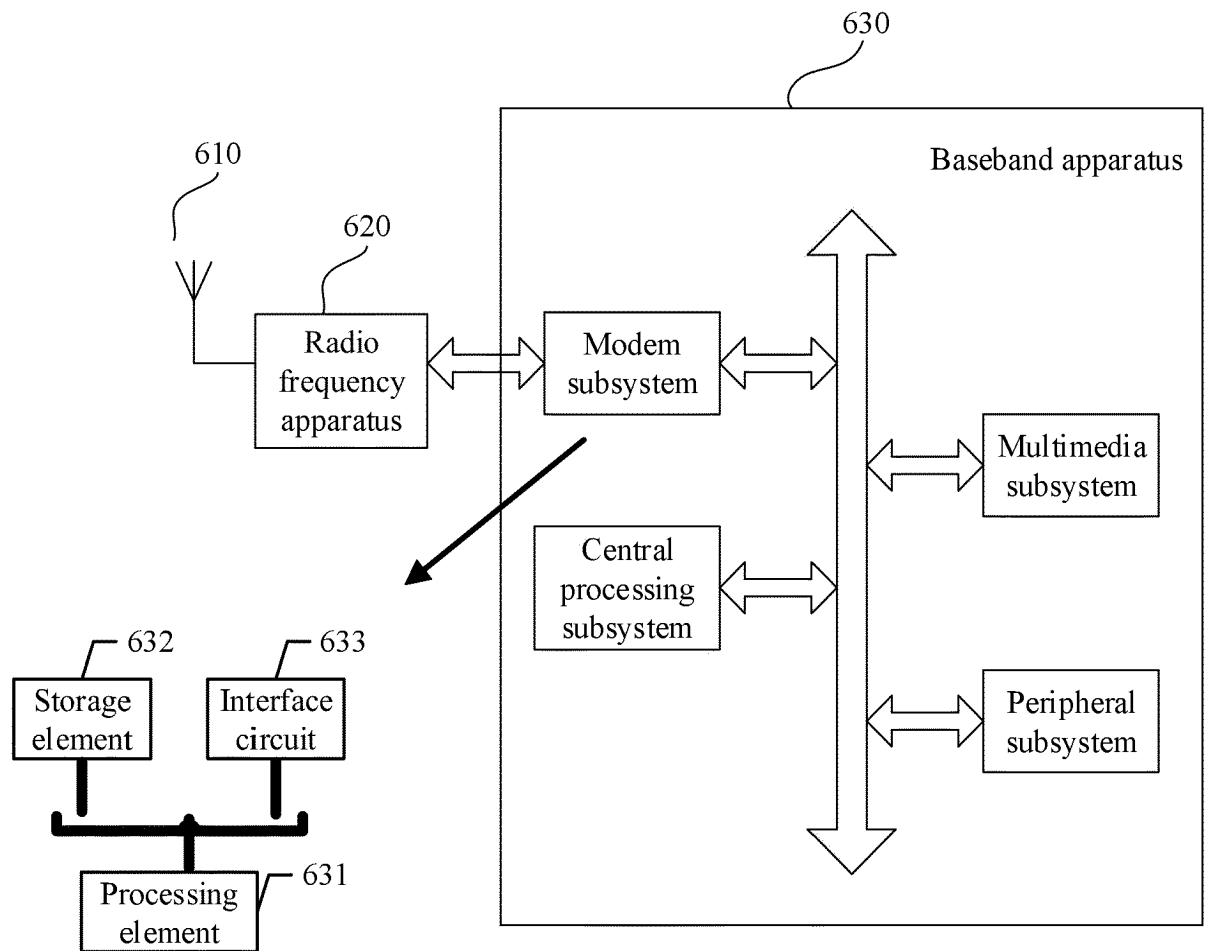 630
Baseband apparatus
610
620
Radio
frequency
apparatus
Modem
subsystem
Multimedia
subsystem
Central
processing
subsystem
632
633
Storage
element
Interface
circuit
Peripheral
subsystem
631
Processing
element